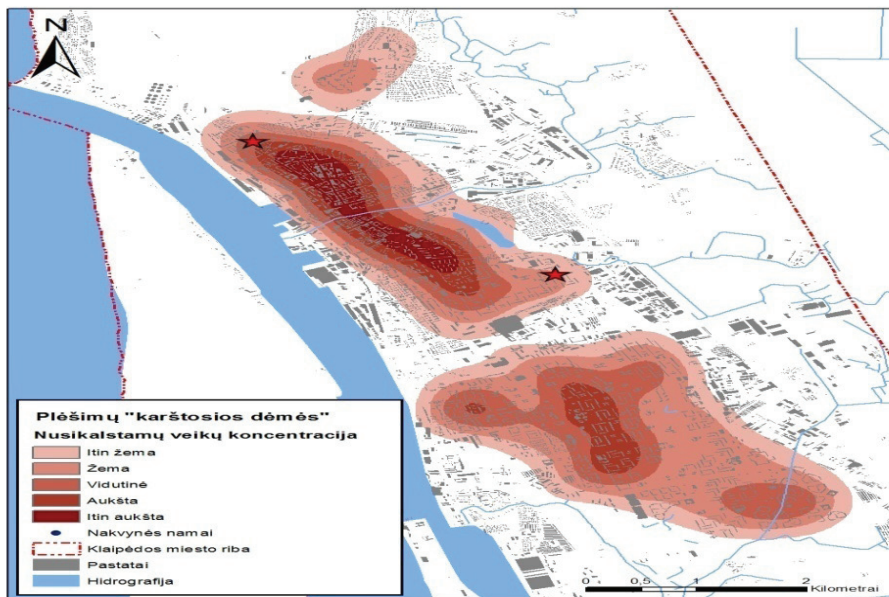 N
Plėšimų "karštosios dėmės"
Nusikalstamų veikų koncentracija
Itin žema
Žema
Vidutinė
Aukšta
Itin aukšta
Nakvynės namai
Klaipėdos miesto riba
Pastatai
Hidrografija
0 0,5 1 2
Kilometrai